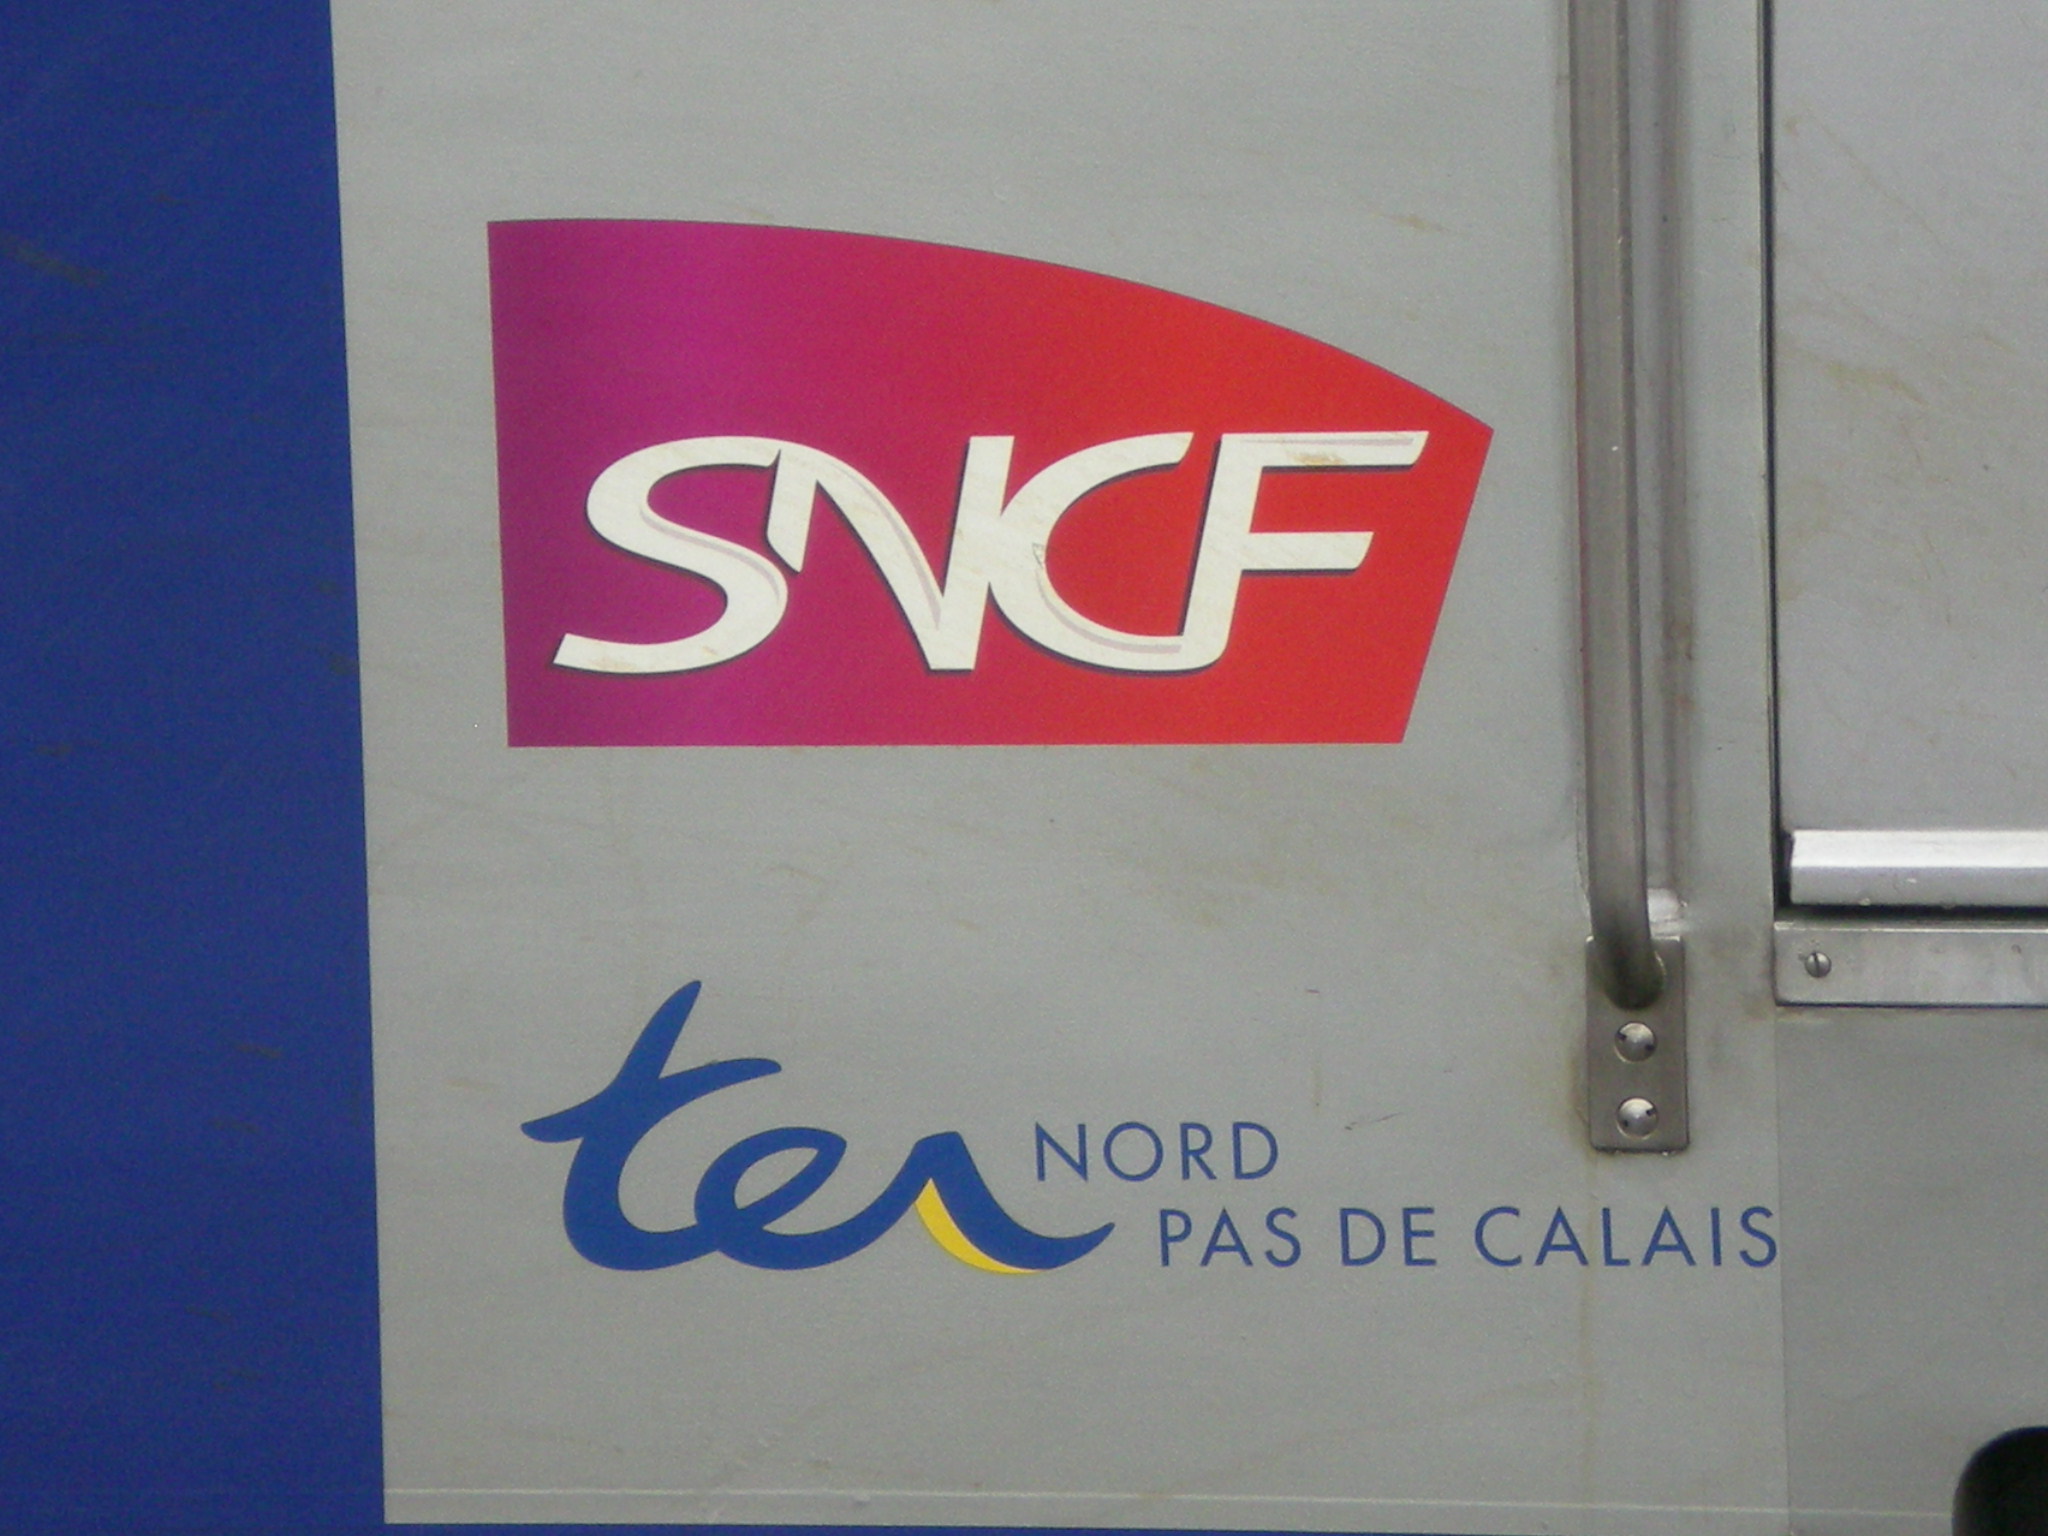 SNCF
ter NORD
PAS DE CALAIS